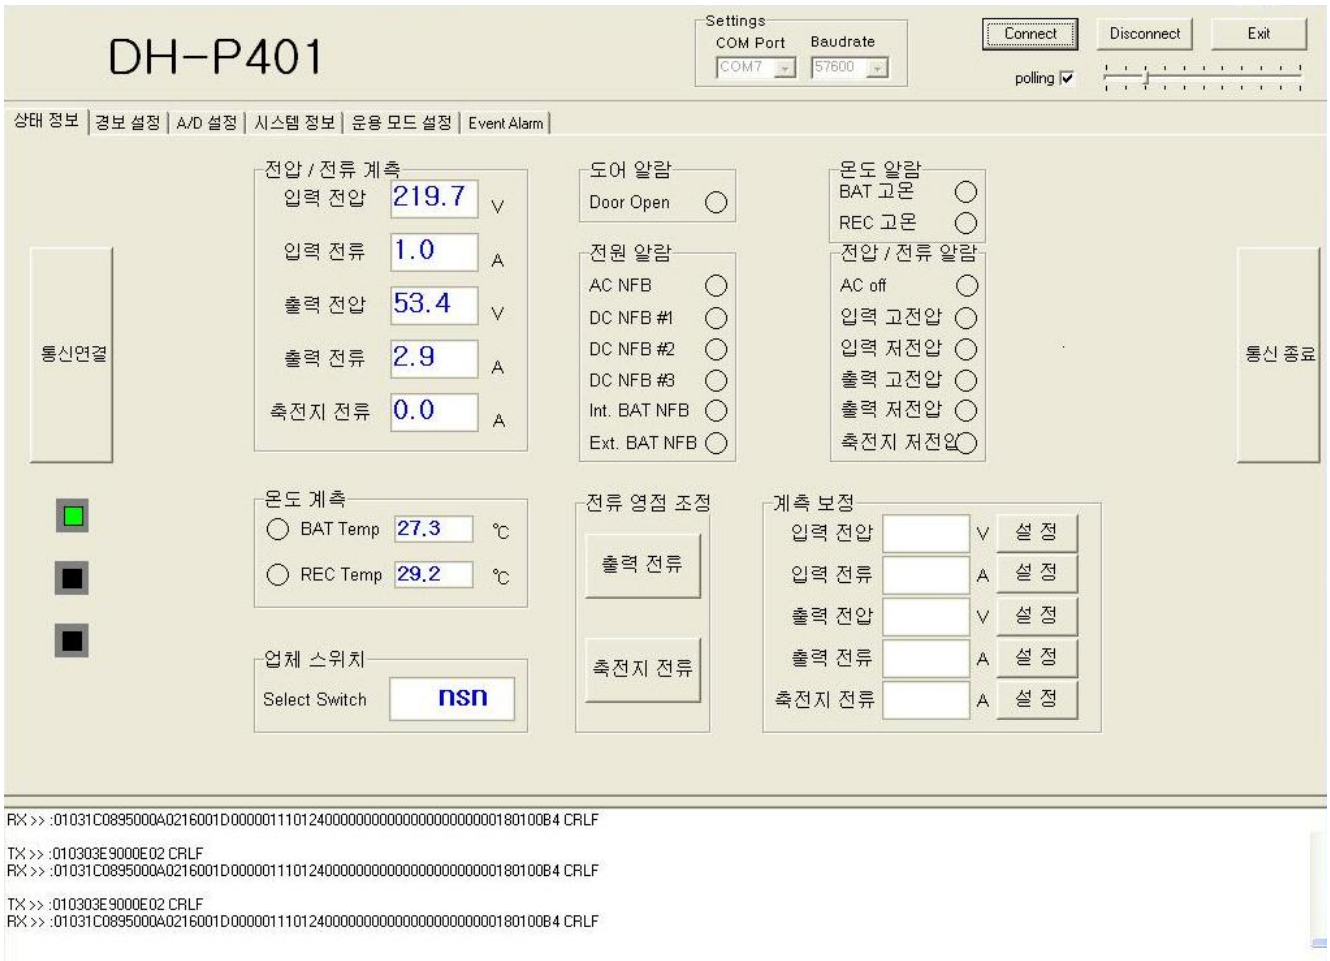 DH-P401
Settings
COM Port Baudrate
COM7 57600
Connect Disconnect Exit
polling
상태 정보 경보 설정 A/D 설정 시스템 정보 운용 모드 설정 Event Alarm
통신연결
전압 / 전류 계측
입력 전압 219.7 V
입력 전류 1.0 A
출력 전압 53.4 V
출력 전류 2.9 A
축전지 전류 0.0 A
도어 알람
Door Open
전원 알람
AC NFB
DC NFB #1
DC NFB #2
DC NFB #3
Int. BAT NFB
Ext. BAT NFB
온도 알람
BAT 고온
REC 고온
전압 / 전류 알람
AC off
입력 고전압
입력 저전압
출력 고전압
출력 저전압
축전지 저전압
통신 종료
온도 계측
BAT Temp 27.3 ℃
REC Temp 29.2 ℃
업체 스위치
Select Switch nsn
전류 영점 조정
출력 전류
축전지 전류
계측 보정
입력 전압 V 설 정
입력 전류 A 설 정
출력 전압 V 설 정
출력 전류 A 설 정
축전지 전류 A 설 정
RX >> :01031C0895000A0216001D00000111012400000000000000000000000180100B4 CRLF
TX >> :010303E9000E02 CRLF
RX >> :01031C0895000A0216001D00000111012400000000000000000000000180100B4 CRLF
TX >> :010303E9000E02 CRLF
RX >> :01031C0895000A0216001D00000111012400000000000000000000000180100B4 CRLF